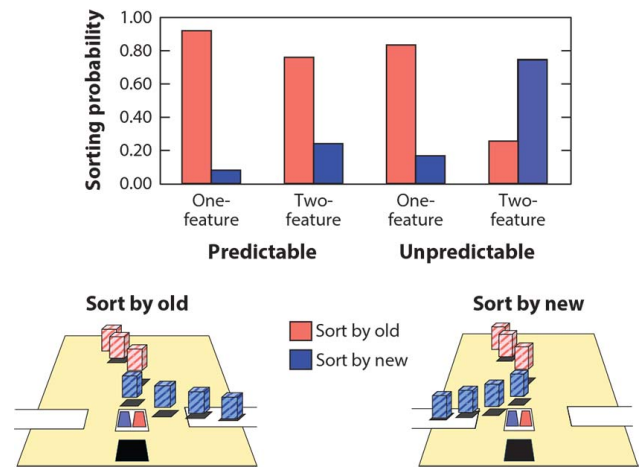 Sorting probability
1.00
0.80
0.60
0.40
0.20
0.00
One-
feature
Two-
feature
One-
feature
Two-
feature
Predictable
Unpredictable
Sort by old
Sort by old
Sort by new
Sort by new